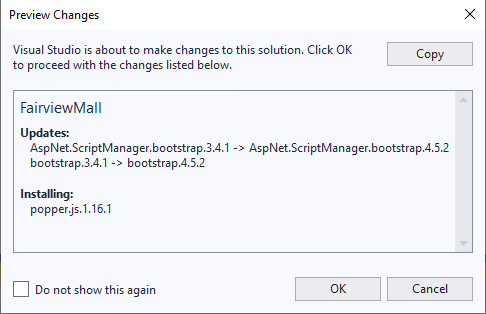 Preview Changes
Visual Studio is about to make changes to this solution. Click OK
to proceed with the changes listed below.
Copy
FairviewMall
Updates:
AspNet.ScriptManager.bootstrap.3.4.1 -> AspNet.ScriptManager.bootstrap.4.5.2
bootstrap.3.4.1 -> bootstrap.4.5.2
Installing:
popper.js.1.16.1
Do not show this again
OK
Cancel